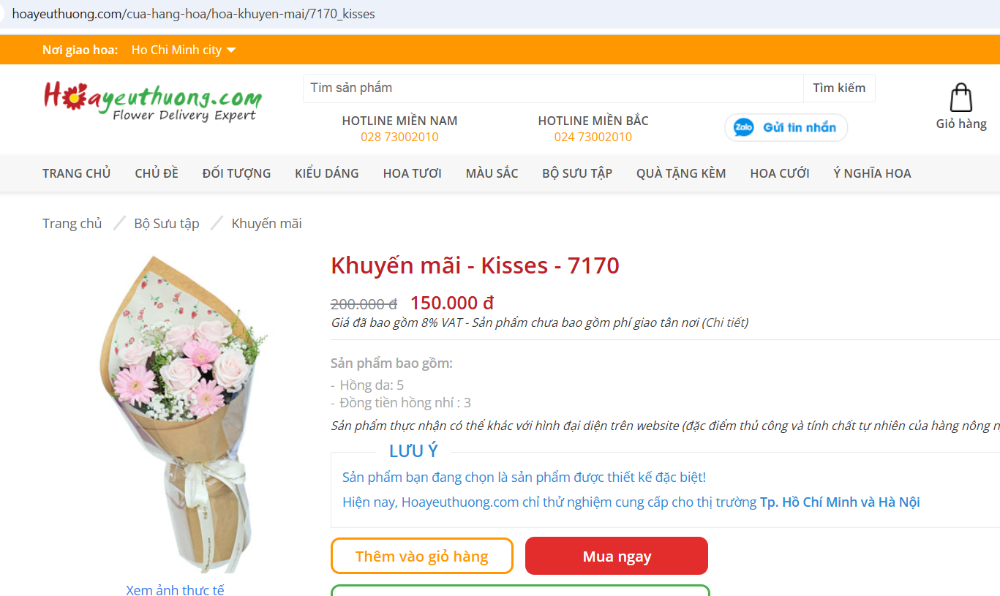 hoayeuthuong.com/cua-hang-hoa/hoa-khuyen-mai/7170_kisses
Nơi giao hoa: Ho Chi Minh city
Hoayeuthuong.com
Flower Delivery Expert
Tìm sản phẩm
Tìm kiếm
HOTLINE MIỀN NAM
028 73002010
HOTLINE MIỀN BẮC
024 73002010
Zalo Gửi tin nhắn
Giỏ hàng
TRANG CHỦ CHỦ ĐỀ ĐỐI TƯỢNG KIỂU DÁNG HOA TƯƠI MÀU SẮC BỘ SƯU TẬP QUÀ TẶNG KÈM HOA CƯỚI Ý NGHĨA HOA
Trang chủ / Bộ Sưu tập / Khuyến mãi
Khuyến mãi - Kisses - 7170
200.000 đ 150.000 đ
Giá đã bao gồm 8% VAT - Sản phẩm chưa bao gồm phí giao tân nơi (Chi tiết)
Sản phẩm bao gồm:
- Hồng da: 5
- Đồng tiền hồng nhí : 3
Sản phẩm thực nhận có thể khác với hình đại diện trên website (đặc điểm thủ công và tính chất tự nhiên của hàng nông
LƯU Ý
Sản phẩm bạn đang chọn là sản phẩm được thiết kế đặc biệt!
Hiện nay, Hoayeuthuong.com chỉ thử nghiệm cung cấp cho thị trường Tp. Hồ Chí Minh và Hà Nội
Thêm vào giỏ hàng
Mua ngay
Xem ảnh thực tế